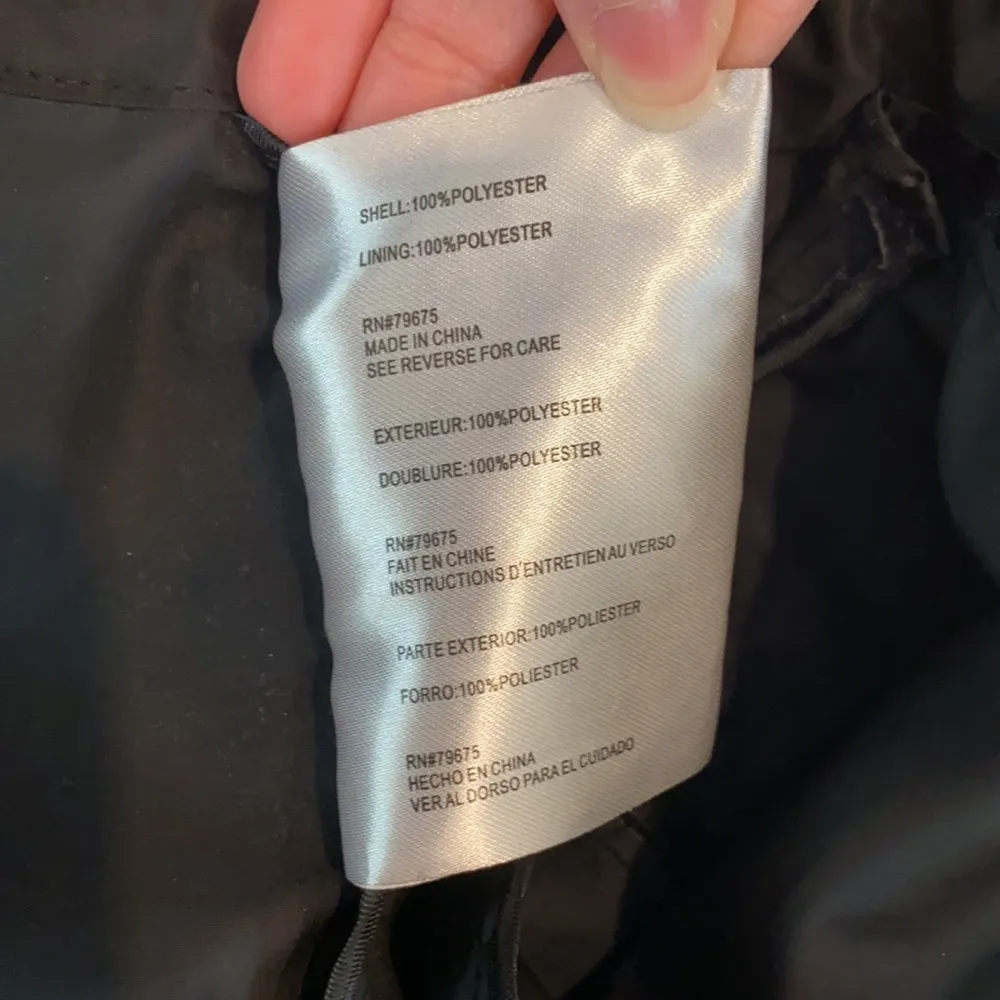 SHELL:100%POLYESTER
LINING:100%POLYESTER
RN#79675
MADE IN CHINA
SEE REVERSE FOR CARE
EXTERIEUR:100%POLYESTER
DOUBLURE:100%POLYESTER
RN#79675
FAIT EN CHINE
INSTRUCTIONS D'ENTRETIEN AU VERSO
PARTE EXTERIOR:100%POLIESTER
FORRO:100%POLIESTER
RN#79675
HECHO EN CHINA
VER AL DORSO PARA EL CUIDADO